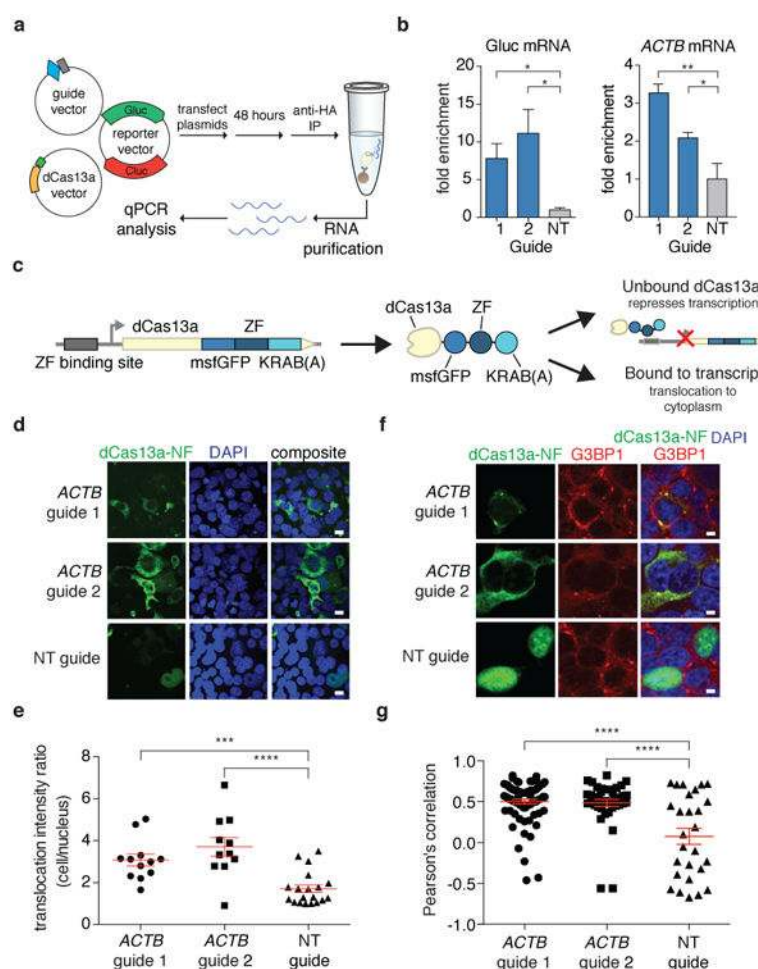 a
guide
vector
Gluc
reporter
vector
Cluc
dCas13a
vector
transfect
plasmids
48 hours
anti-HA
IP
qPCR
analysis
RNA
purification
b
Gluc mRNA
ACTB mRNA
fold enrichment
20
15
10
5
0
*
*
1 2 NT
Guide
fold enrichment
4
3
2
1
0
**
*
1 2 NT
Guide
c
dCas13a
ZF
ZF binding site
msfGFP
KRAB(A)
dCas13a
ZF
msfGFP
KRAB(A)
Unbound dCas13a
represses transcription
Bound to transcrip
translocation to
cytoplasm
d
dCas13a-NF DAPI composite
ACTB
guide 1
ACTB
guide 2
NT guide
f
dCas13a-NF DAPI
dCas13a-NF G3BP1 G3BP1
ACTB
guide 1
ACTB
guide 2
NT guide
e
translocation intensity ratio
(cell/nucleus)
8
6
4
2
0
***
****
ACTB
guide 1
ACTB
guide 2
NT
guide
g
Pearson's correlation
1.0
0.5
0.0
-0.5
-1.0
****
****
ACTB
guide 1
ACTB
guide 2
NT
guide